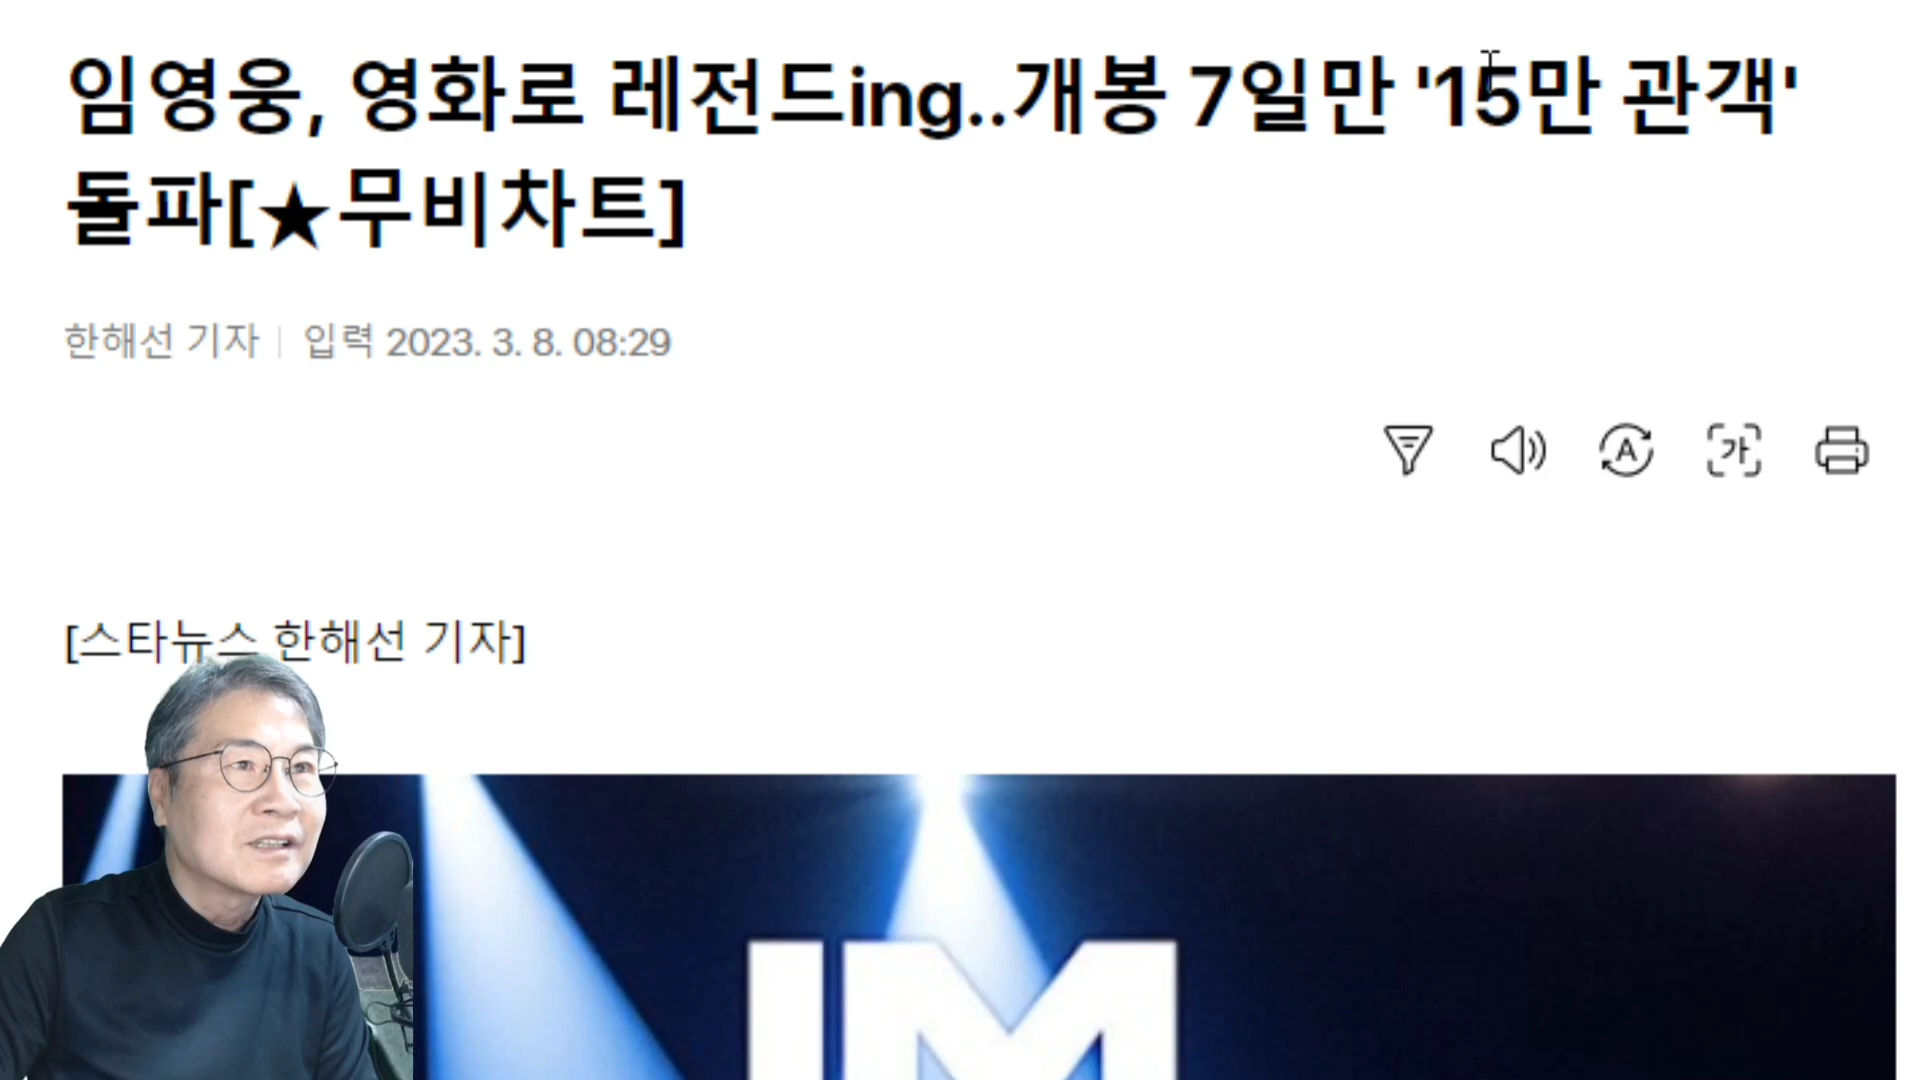 임영웅, 영화로 레전드ing..개봉 7일만 '15만 관객'
돌파[★무비차트]
한해선 기자 | 입력 2023. 3. 8. 08:29
A 가
[스타뉴스 한해선 기자]
IM